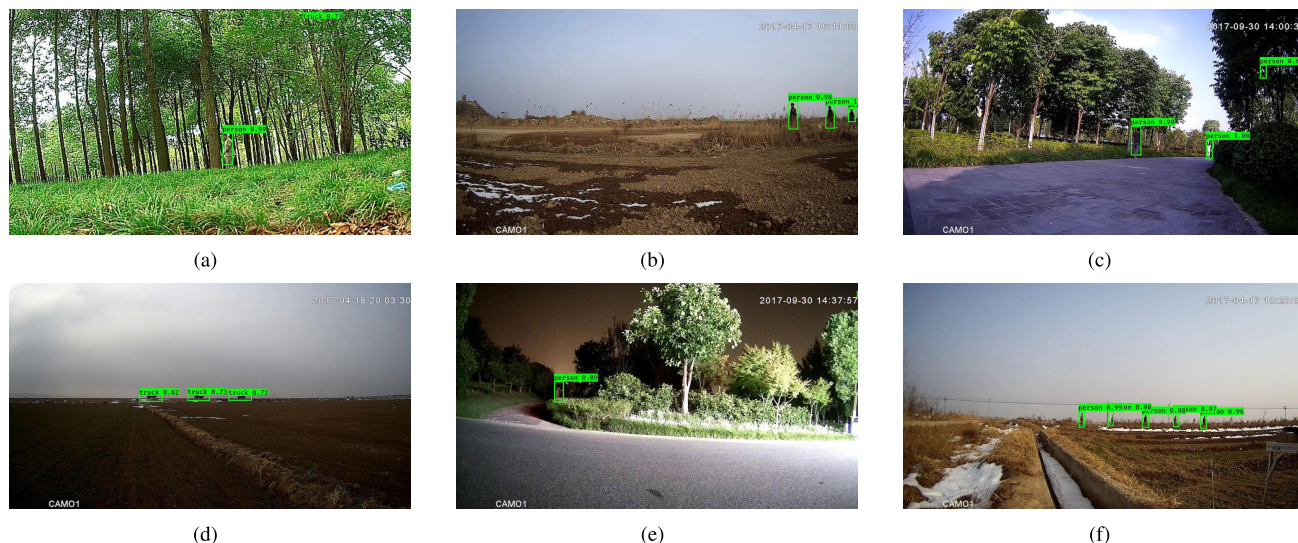 truck 0.73
person 0.99
(a)
2017-04-17
person 0.98
person 1.
CAMO1
(b)
2017-09-30 14:00:3
person 0.6
person 0.99
person 1.00
CAMO1
(c)
2017-04-18 20:03:30
truck 0.62
truck 0.73
truck 0.72
CAMO1
(d)
2017-09-30 14:37:57
person 0.89
CAMO1
(e)
2017-04-17
person 0.99
on 0.98
person 0.98
son 0.97
person 0.96
CAMO1
(f)